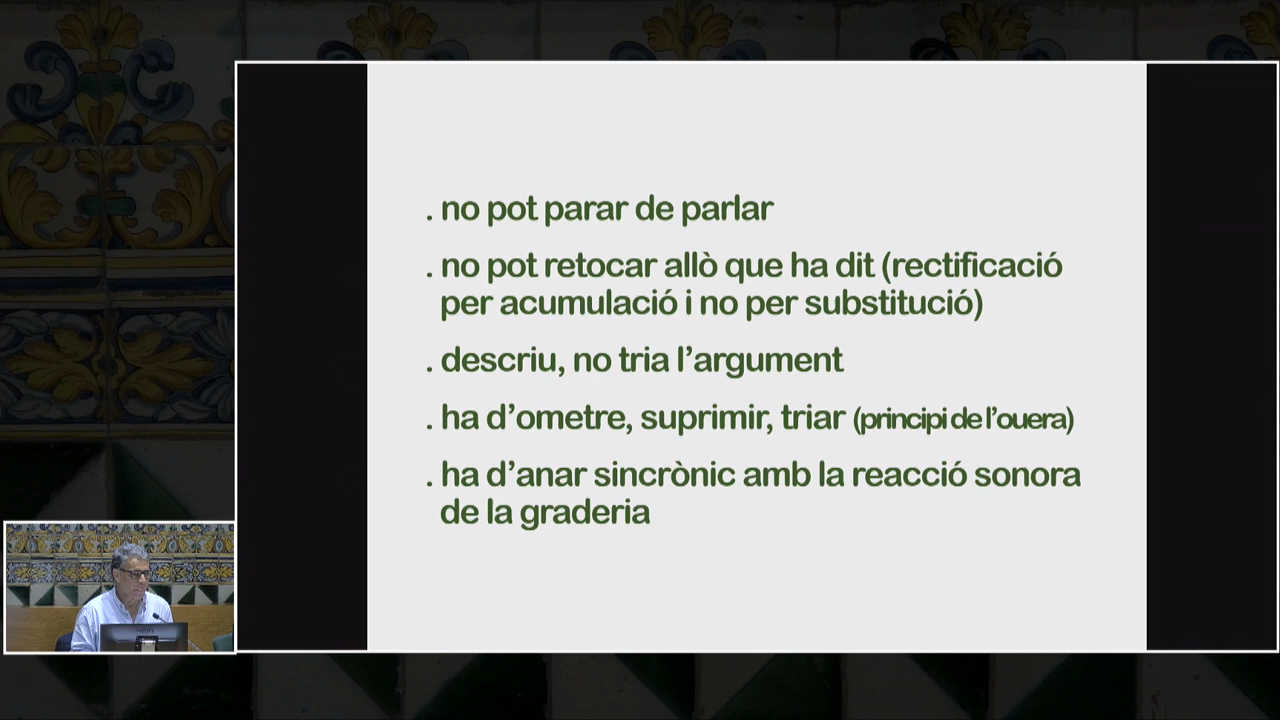 . no pot parar de parlar
. no pot retocar allò que ha dit (rectificació
per acumulació i no per substitució)
. descriu, no tria l’argument
. ha d’ometre, suprimir, triar (principi de l’ouera)
. ha d’anar sincrònic amb la reacció sonora
de la graderia